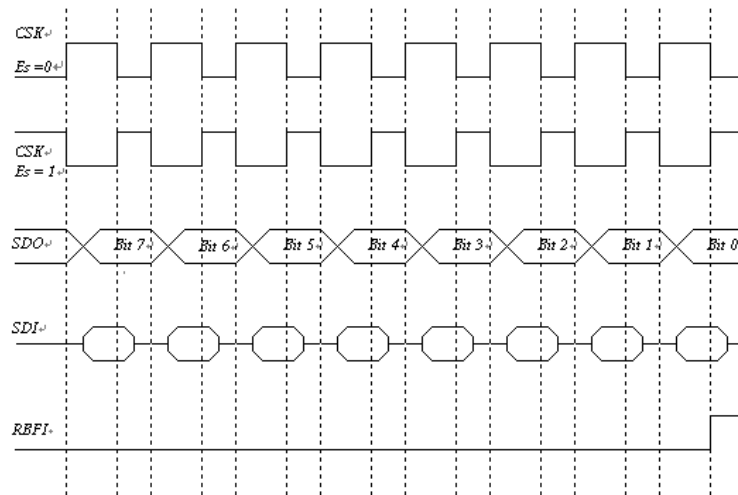 CSK↵
Es =0↵
CSK↵
Es = 1↵
SDO↵ Bit 7↵ Bit 6↵ Bit 5↵ Bit 4↵ Bit 3↵ Bit 2↵ Bit 1↵ Bit 0
SDI↵
RBFI↵